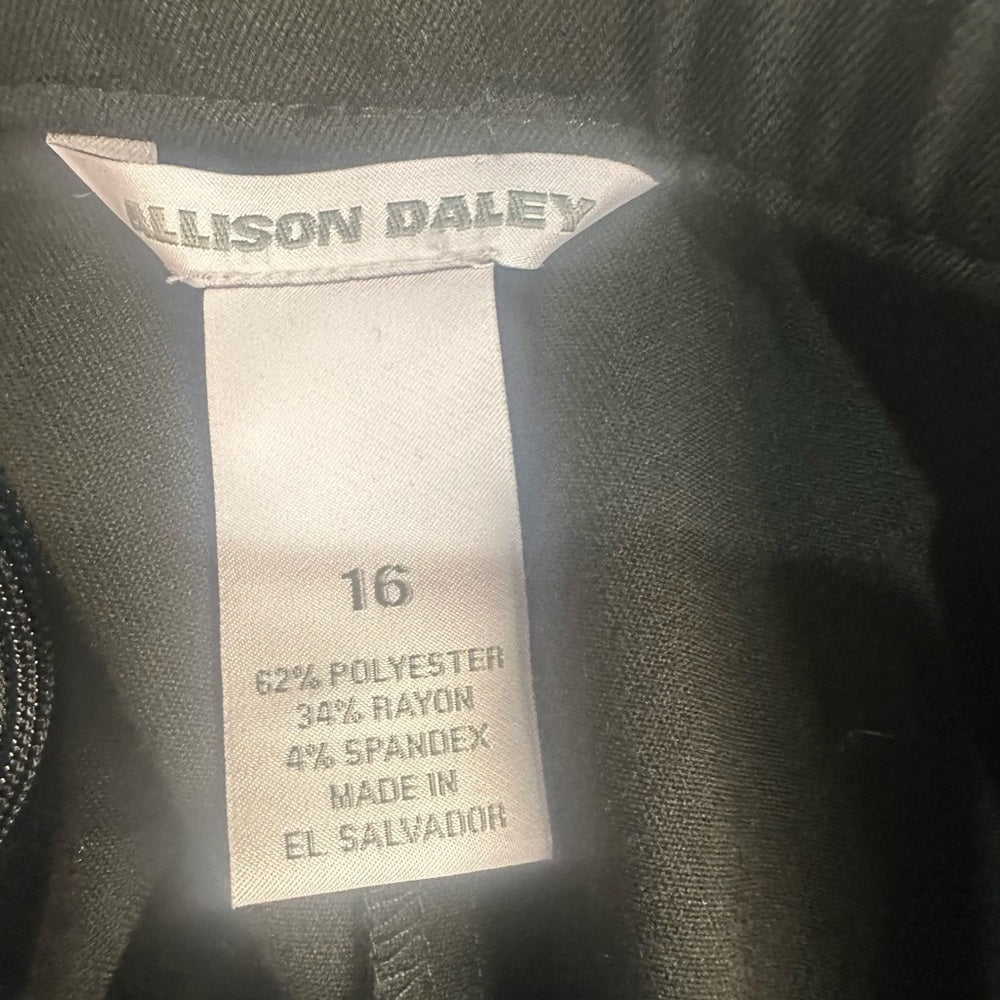 ALLISON DALEY
16
62% POLYESTER
34% RAYON
4% SPANDEX
MADE IN
EL SALVADOR